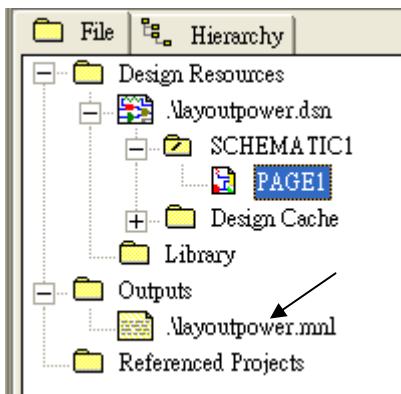 File Hierarchy
Design Resources
.\layoutpower.dsn
SCHEMATIC1
PAGE1
Design Cache
Library
Outputs
.\layoutpower.mnl
Referenced Projects